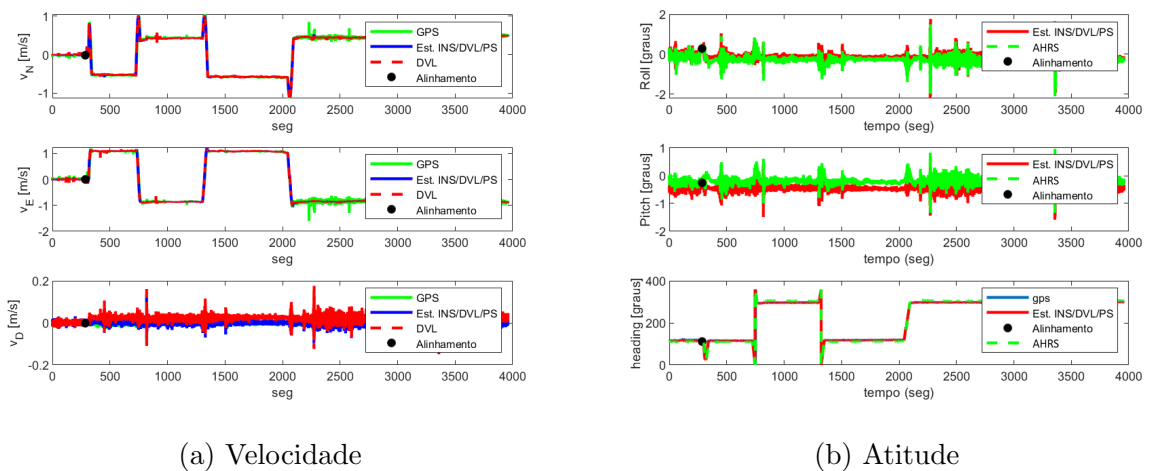 1
0
-1
v_N [m/s]
GPS
Est. INS/DVL/PS
DVL
Alinhamento
0 500 1000 1500 2000 2500 3000 3500 4000
seg
1
0
-1
-2
v_E [m/s]
GPS
Est. INS/DVL/PS
DVL
Alinhamento
0 500 1000 1500 2000 2500 3000 3500 4000
seg
0.2
0
-0.2
v_D [m/s]
GPS
Est. INS/DVL/PS
DVL
Alinhamento
0 500 1000 1500 2000 2500 3000 3500 4000
seg
(a) Velocidade
2
0
-2
Roll [graus]
Est. INS/DVL/PS
AHRS
Alinhamento
0 500 1000 1500 2000 2500 3000 3500 4000
tempo (seg)
1
0
-1
-2
Pitch [graus]
Est. INS/DVL/PS
AHRS
Alinhamento
0 500 1000 1500 2000 2500 3000 3500 4000
tempo (seg)
400
200
0
heading [graus]
gps
Est. INS/DVL/PS
Alinhamento
AHRS
0 500 1000 1500 2000 2500 3000 3500 4000
tempo (seg)
(b) Atitude